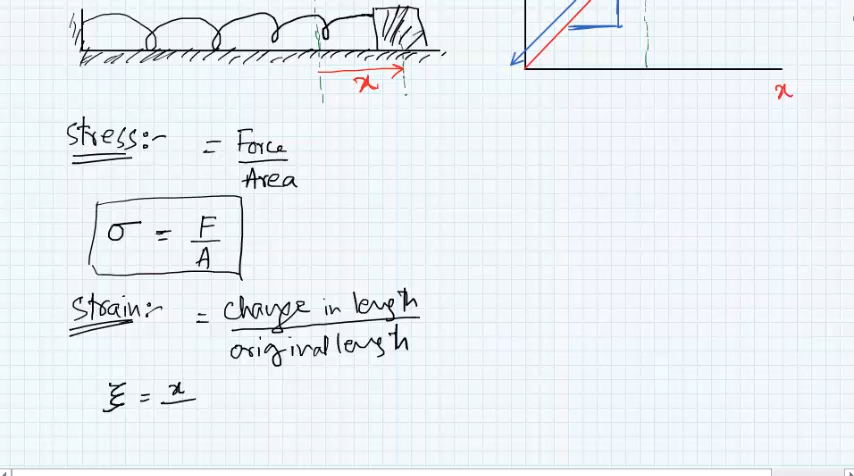 x
x
Stress:- = Force / Area
σ = F / A
Strain:- = change in length / original length
ξ = x /